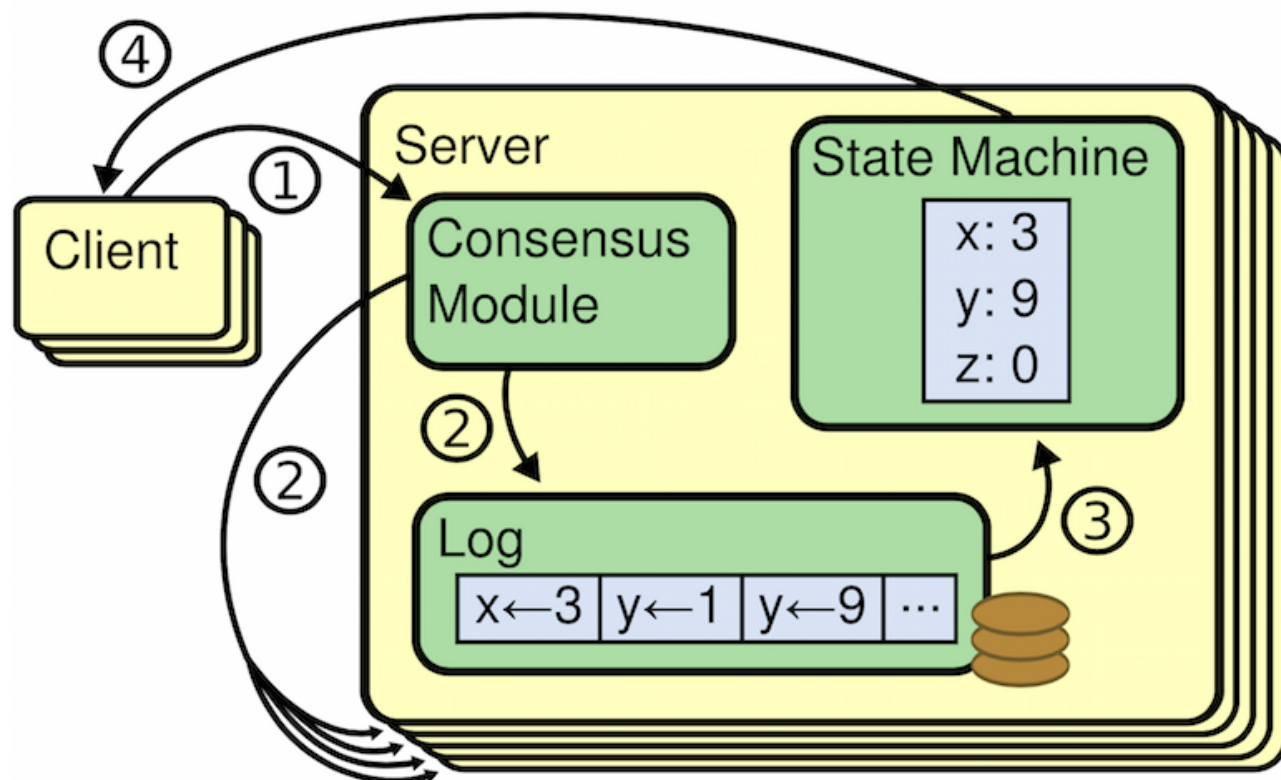 ④
①
Server
State Machine
Client
Consensus
Module
x: 3
y: 9
z: 0
②
②
③
Log
x←3 y←1 y←9 ...